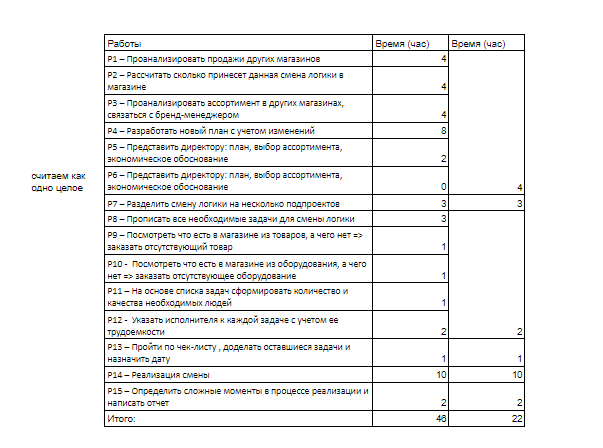 Работы Время (час) Время (час)
P1 – Проанализировать продажи других магазинов 4
P2 – Рассчитать сколько принесет данная смена логики в
магазине 4
P3 – Проанализировать ассортимент в других магазинах,
связаться с бренд-менеджером 4
P4 – Разработать новый план с учетом изменений 8
P5 – Представить директору: план, выбор ассортимента,
экономическое обоснование 2
считаем как
одно целое
P6 – Представить директору: план, выбор ассортимента,
экономическое обоснование 0 4
P7 – Разделить смену логики на несколько подпроектов 3 3
P8 – Прописать все необходимые задачи для смены логики 3
P9 – Посмотреть что есть в магазине из товаров, а чего нет =>
заказать отсутствующий товар 1
P10 - Посмотреть что есть в магазине из оборудования, а чего
нет => заказать отсутствующее оборудование 1
P11 – На основе списка задач сформировать количество и
качества необходимых людей 1
P12 - Указать исполнителя к каждой задаче с учетом ее
трудоемкости 2 2
P13 – Пройти по чек-листу , доделать оставшиеся задачи и
назначить дату 1 1
P14 – Реализация смены 10 10
P15 – Определить сложные моменты в процессе реализации и
написать отчет 2 2
Итого: 46 22